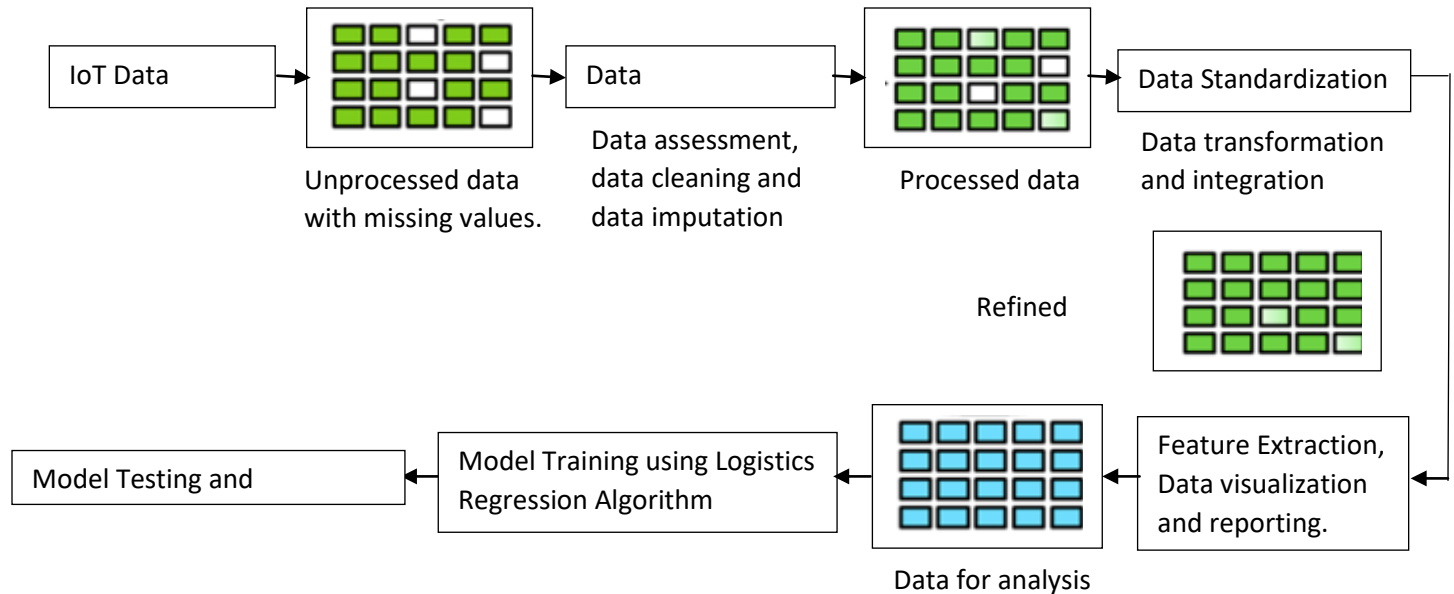 IoT Data
Data
Data Standardization
Unprocessed data
with missing values.
Data assessment,
data cleaning and
data imputation
Processed data
Data transformation
and integration
Refined
Model Testing and
Model Training using Logistics
Regression Algorithm
Feature Extraction,
Data visualization
and reporting.
Data for analysis